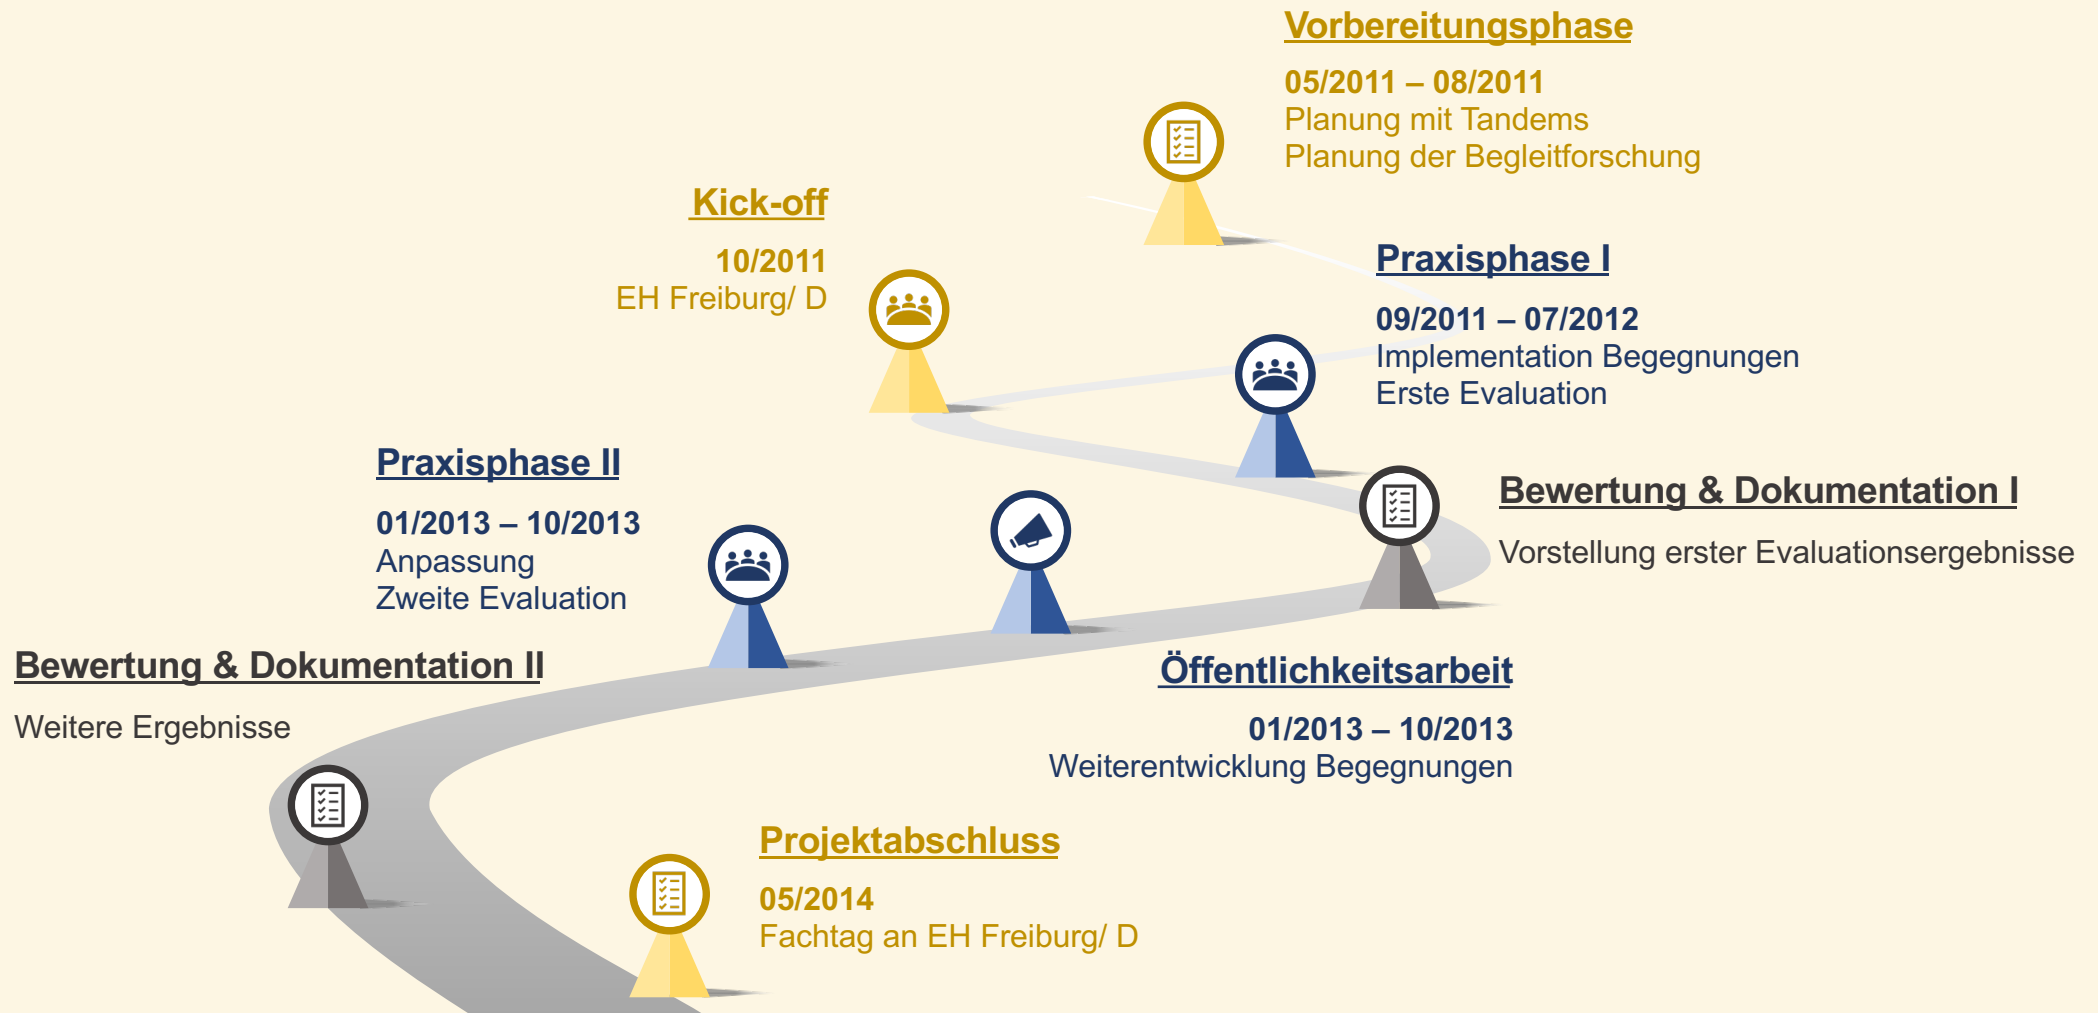 Vorbereitungsphase
05/2011 – 08/2011
Planung mit Tandems
Planung der Begleitforschung
Kick-off
10/2011
EH Freiburg/ D
Praxisphase I
09/2011 – 07/2012
Implementation Begegnungen
Erste Evaluation
Bewertung & Dokumentation I
Vorstellung erster Evaluationsergebnisse
Öffentlichkeitsarbeit
01/2013 – 10/2013
Weiterentwicklung Begegnungen
Praxisphase II
01/2013 – 10/2013
Anpassung
Zweite Evaluation
Bewertung & Dokumentation II
Weitere Ergebnisse
Projektabschluss
05/2014
Fachtag an EH Freiburg/ D